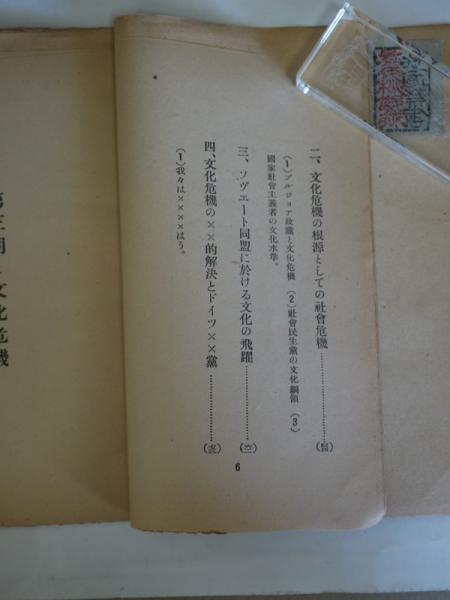 二、文化危機の根源としての社會危機……………………
(1)ブルジョア政黨と文化危機 (2)社會民主黨の文化綱領 (3)
國家社會主義者の文化水準。
三、ソヴエート同盟に於ける文化の飛躍……………
四、文化危機の××的解決とドイツ××黨……………
(1)我々は××××はう。
6
文化危機